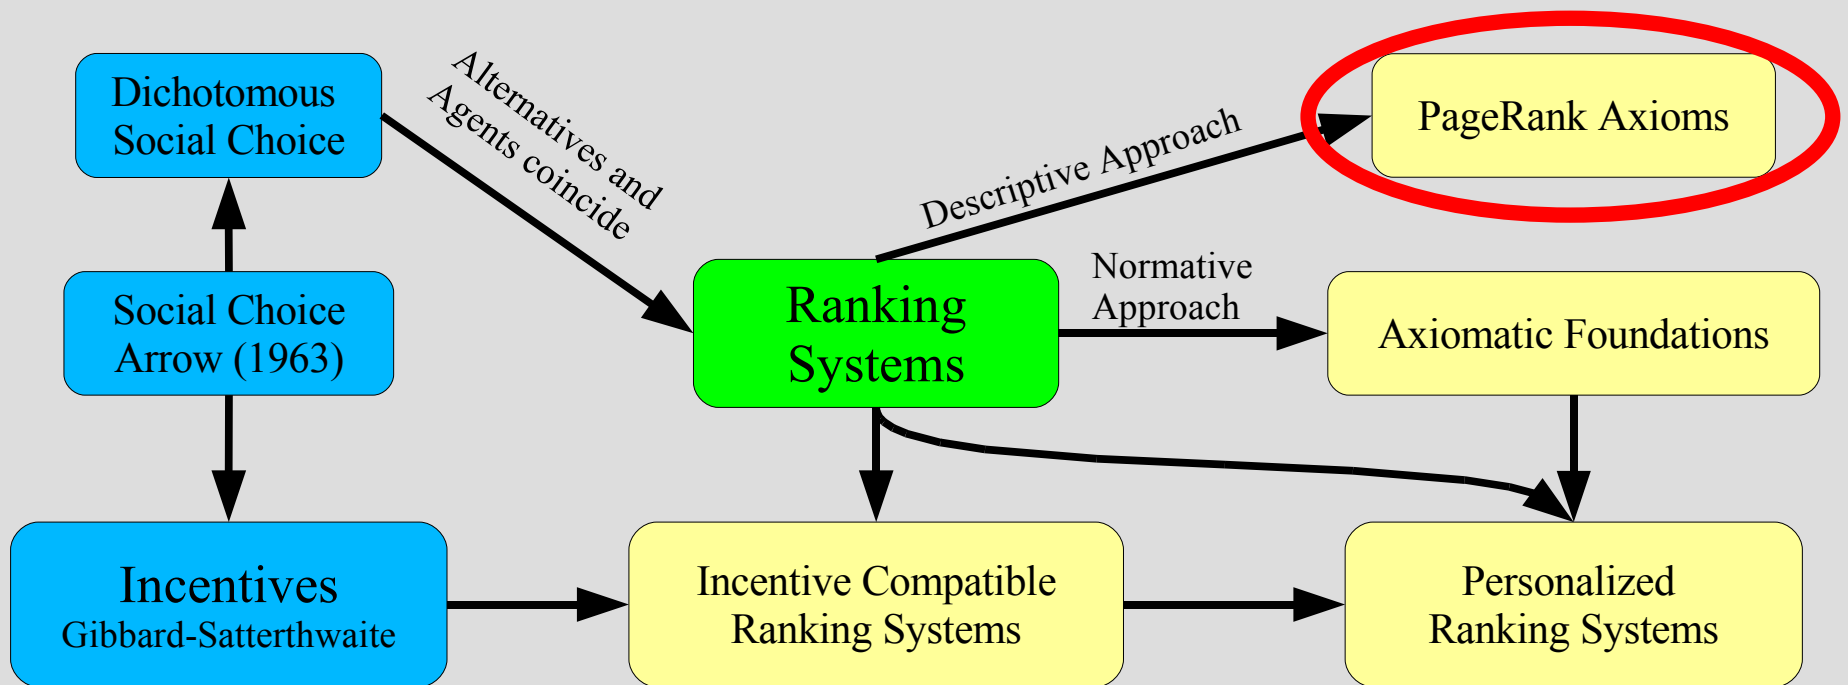 Dichotomous
Social Choice
Alternatives and
Agents coincide
Descriptive Approach
PageRank Axioms
Social Choice
Arrow (1963)
Ranking
Systems
Normative
Approach
Axiomatic Foundations
Incentives
Gibbard-Satterthwaite
Incentive Compatible
Ranking Systems
Personalized
Ranking Systems